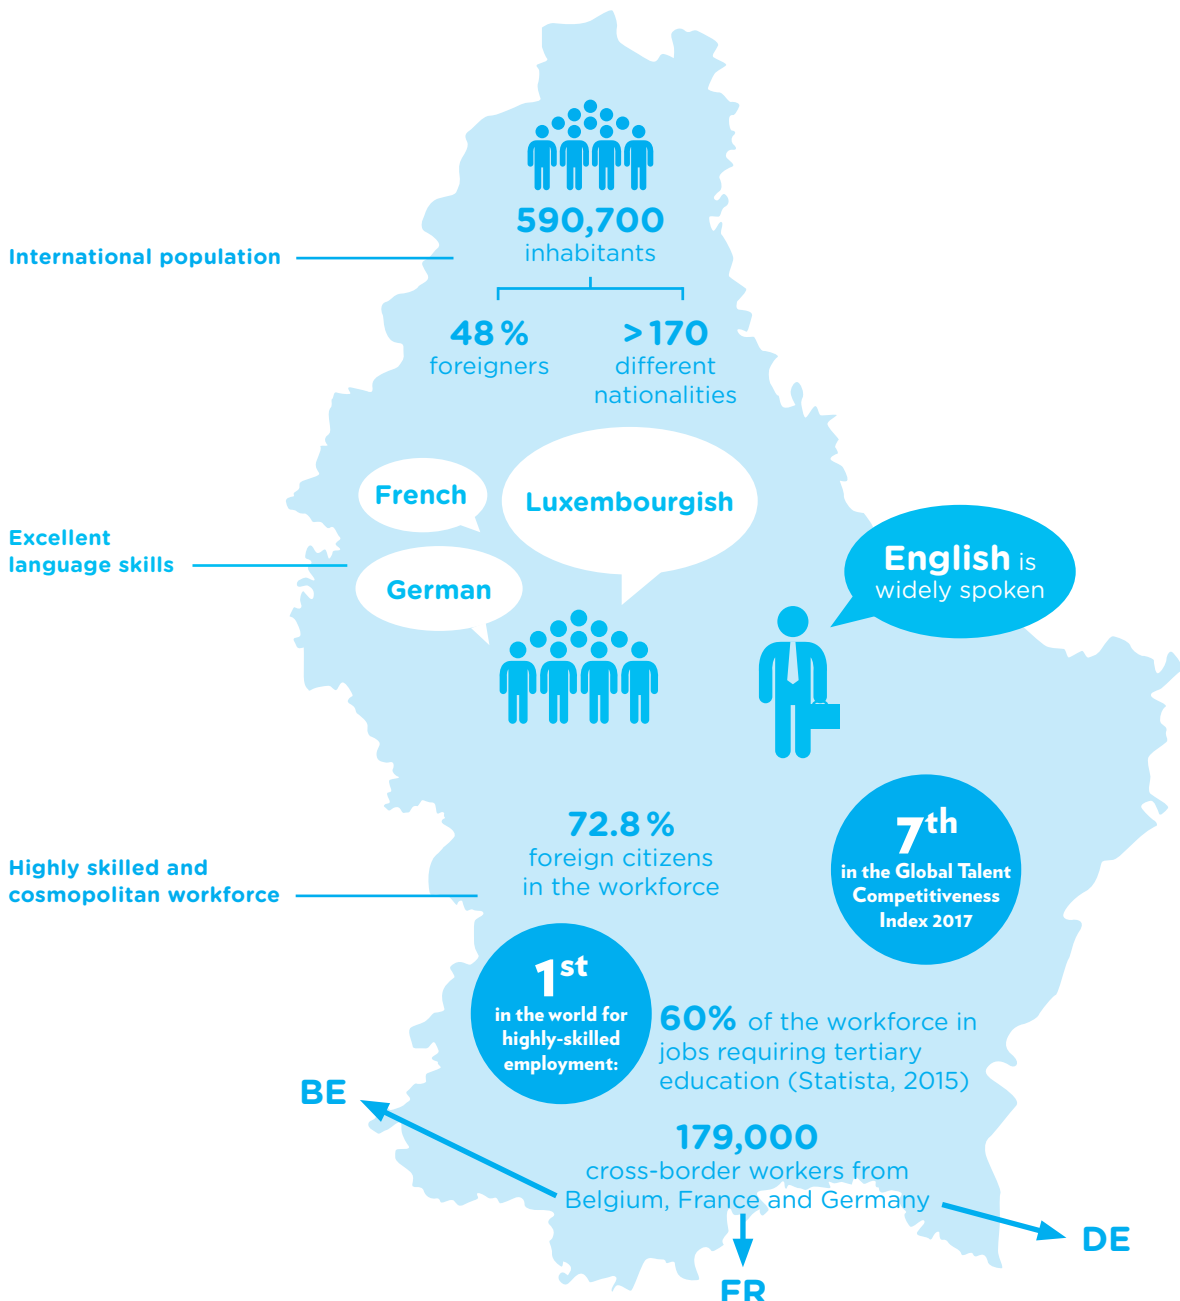 590,700
inhabitants
International population
48 %
foreigners
> 170
different
nationalities
French
Luxembourgish
German
English is
widely spoken
Excellent
language skills
72.8 %
foreign citizens
in the workforce
7th
in the Global Talent
Competitiveness
Index 2017
Highly skilled and
cosmopolitan workforce
1st
in the world for
highly-skilled
employment:
60% of the workforce in
jobs requiring tertiary
education (Statista, 2015)
179,000
cross-border workers from
Belgium, France and Germany
BE
DE
FR